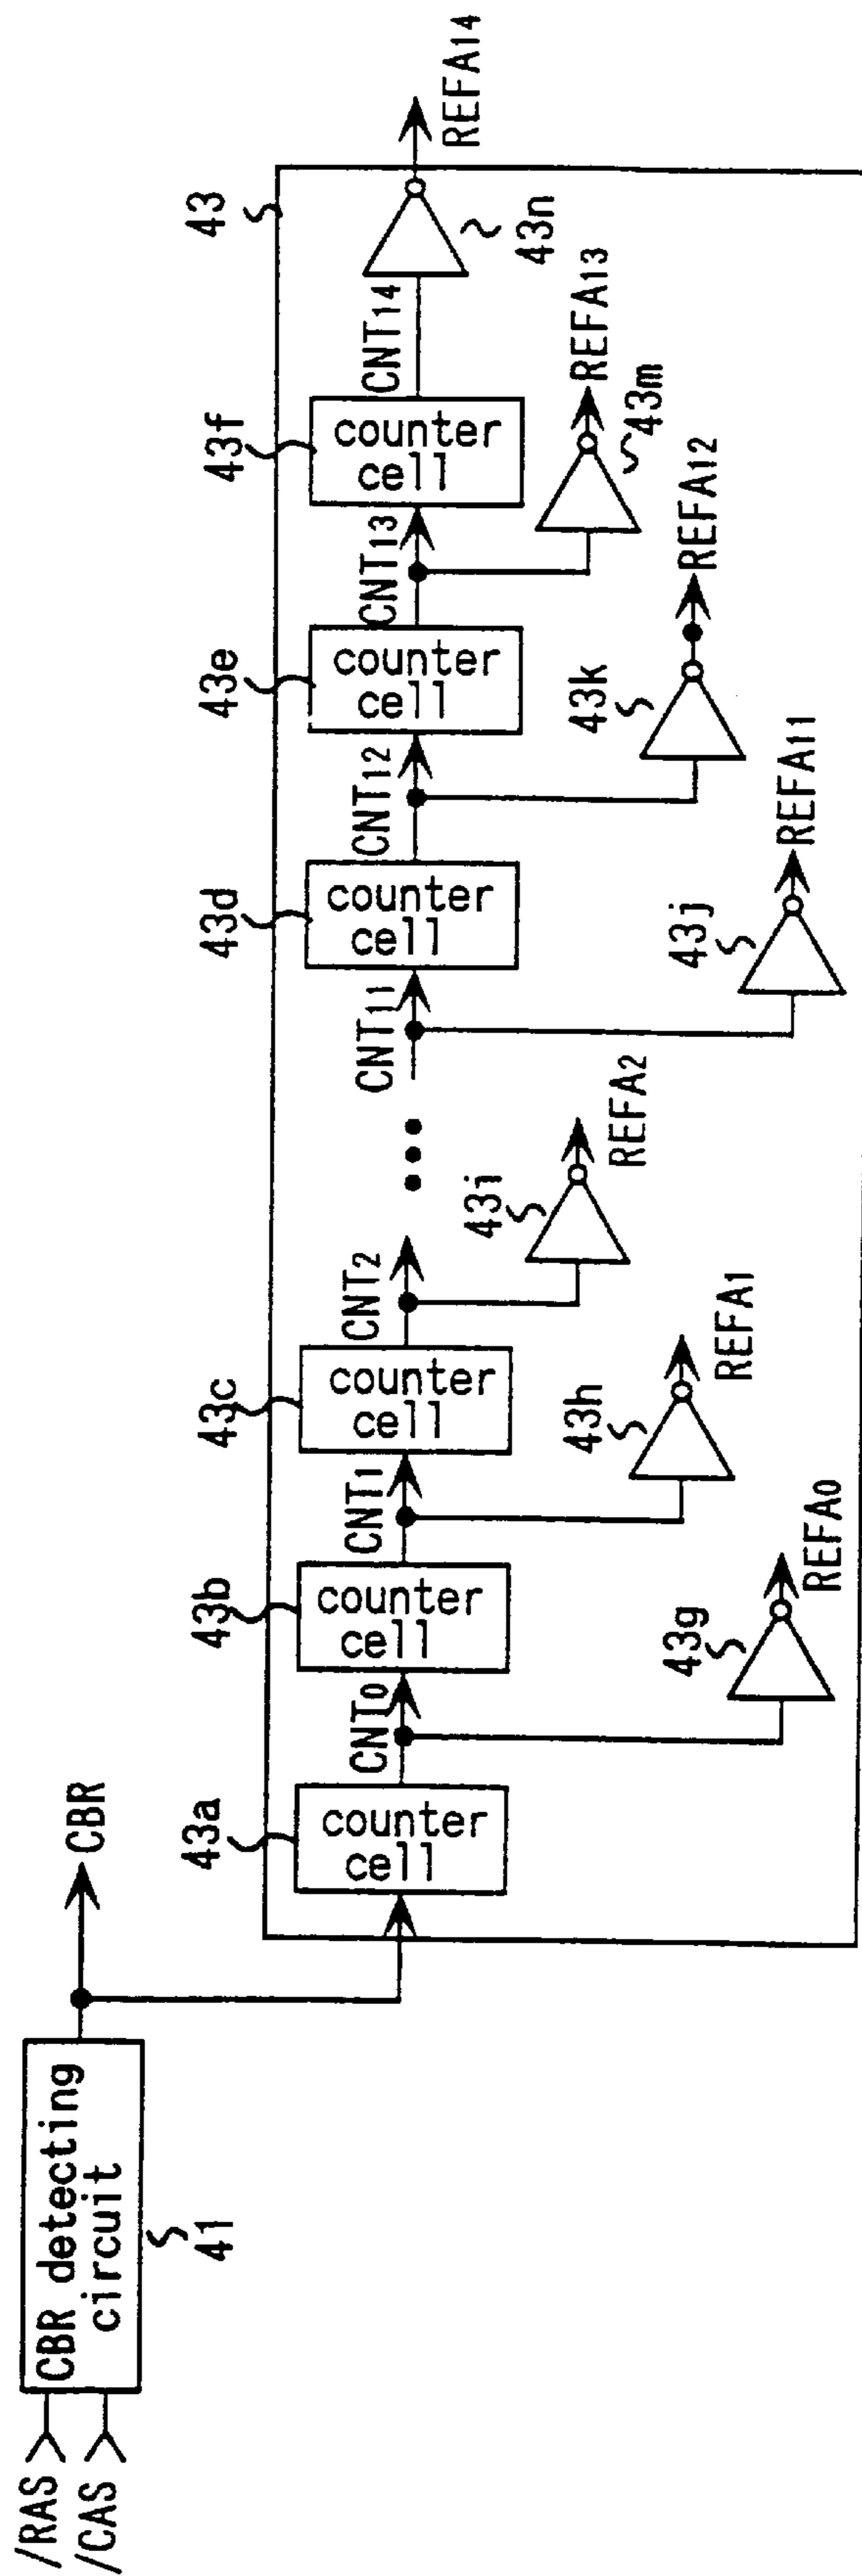 /RAS
/CAS
CBR detecting
circuit
41
CBR
43
43a
counter
cell
CNT0
43b
counter
cell
CNT1
43c
counter
cell
CNT2
CNT11
43d
counter
cell
CNT12
43e
counter
cell
CNT13
43f
counter
cell
CNT14
43n
REFA14
43g
REFA0
43h
REFA1
43i
REFA2
43j
REFA11
43k
REFA12
43m
REFA13